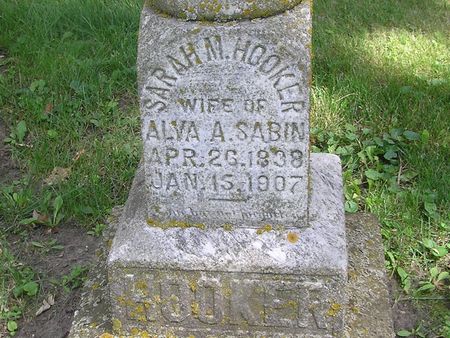 SARAH M. HOOKER
WIFE OF
ALVA A. SABIN
APR. 26. 1838
JAN. 15, 1907
HOOKER